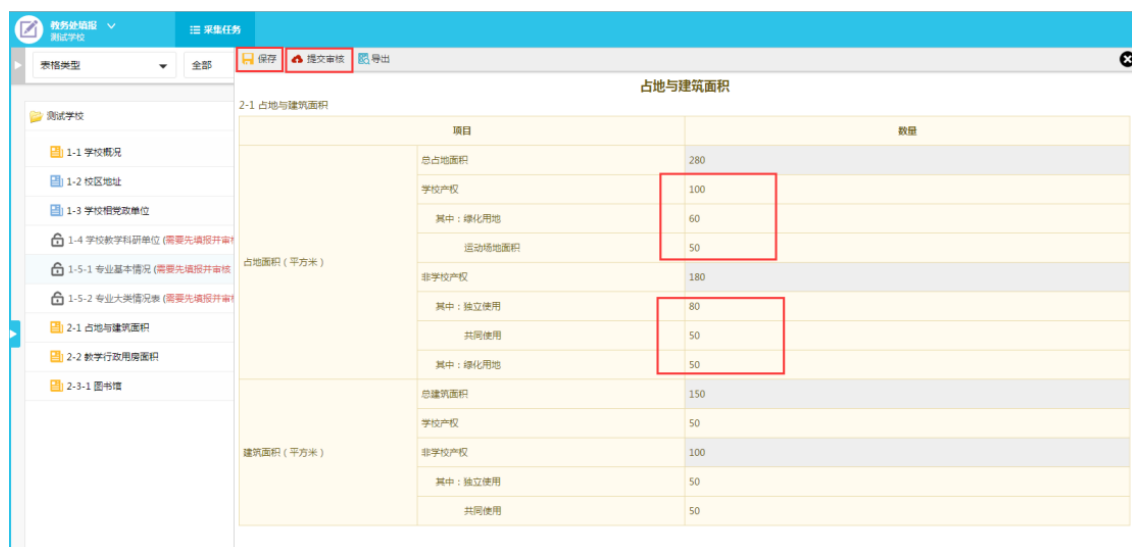 教务处填报
测试学校
采集任务
表格类型
全部
保存 提交审核 导出
占地与建筑面积
2-1 占地与建筑面积
测试学校
1-1 学校概况
1-2 校区地址
1-3 学校相党政单位
1-4 学校教学科研单位 (需要先填报并审
1-5-1 专业基本情况 (需要先填报并审核
1-5-2 专业大类情况表 (需要先填报并审
2-1 占地与建筑面积
2-2 教学行政用房面积
2-3-1 图书馆
项目 数量
占地面积（平方米）
总占地面积 280
学校产权 100
其中：绿化用地 60
运动场地面积 50
非学校产权 180
其中：独立使用 80
共同使用 50
其中：绿化用地 50
建筑面积（平方米）
总建筑面积 150
学校产权 50
非学校产权 100
其中：独立使用 50
共同使用 50